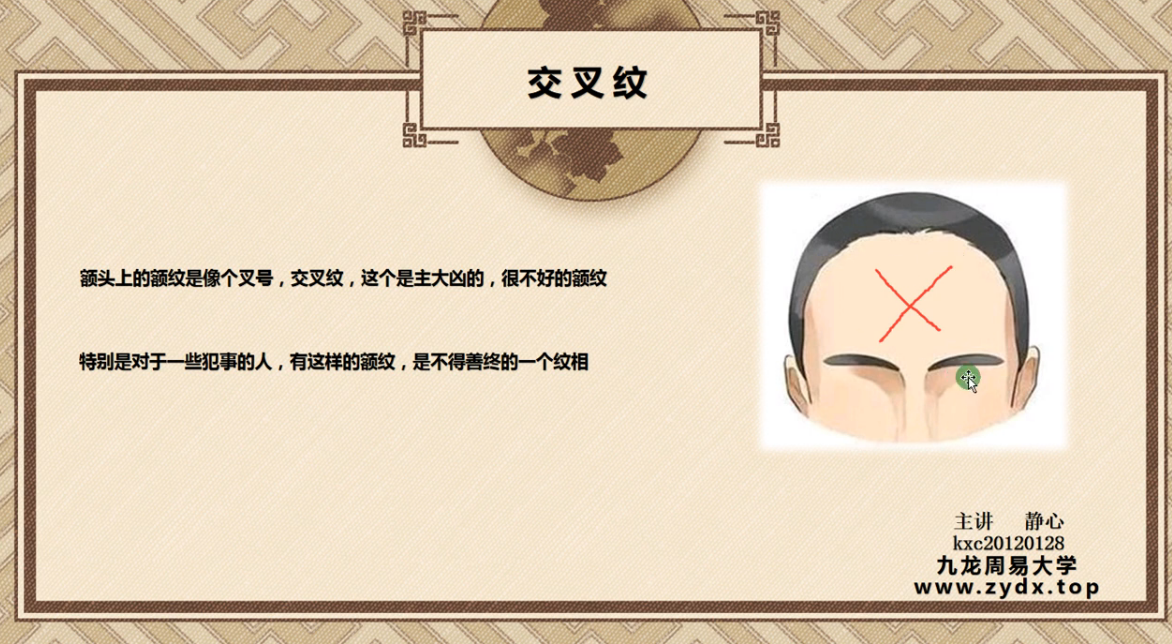 交叉纹
额头上的额纹是像个叉号，交叉纹，这个是主大凶的，很不好的额纹
特别是对于一些犯事的人，有这样的额纹，是不得善终的一个纹相
主讲 静心
kxc20120128
九龙周易大学
www.zydx.top